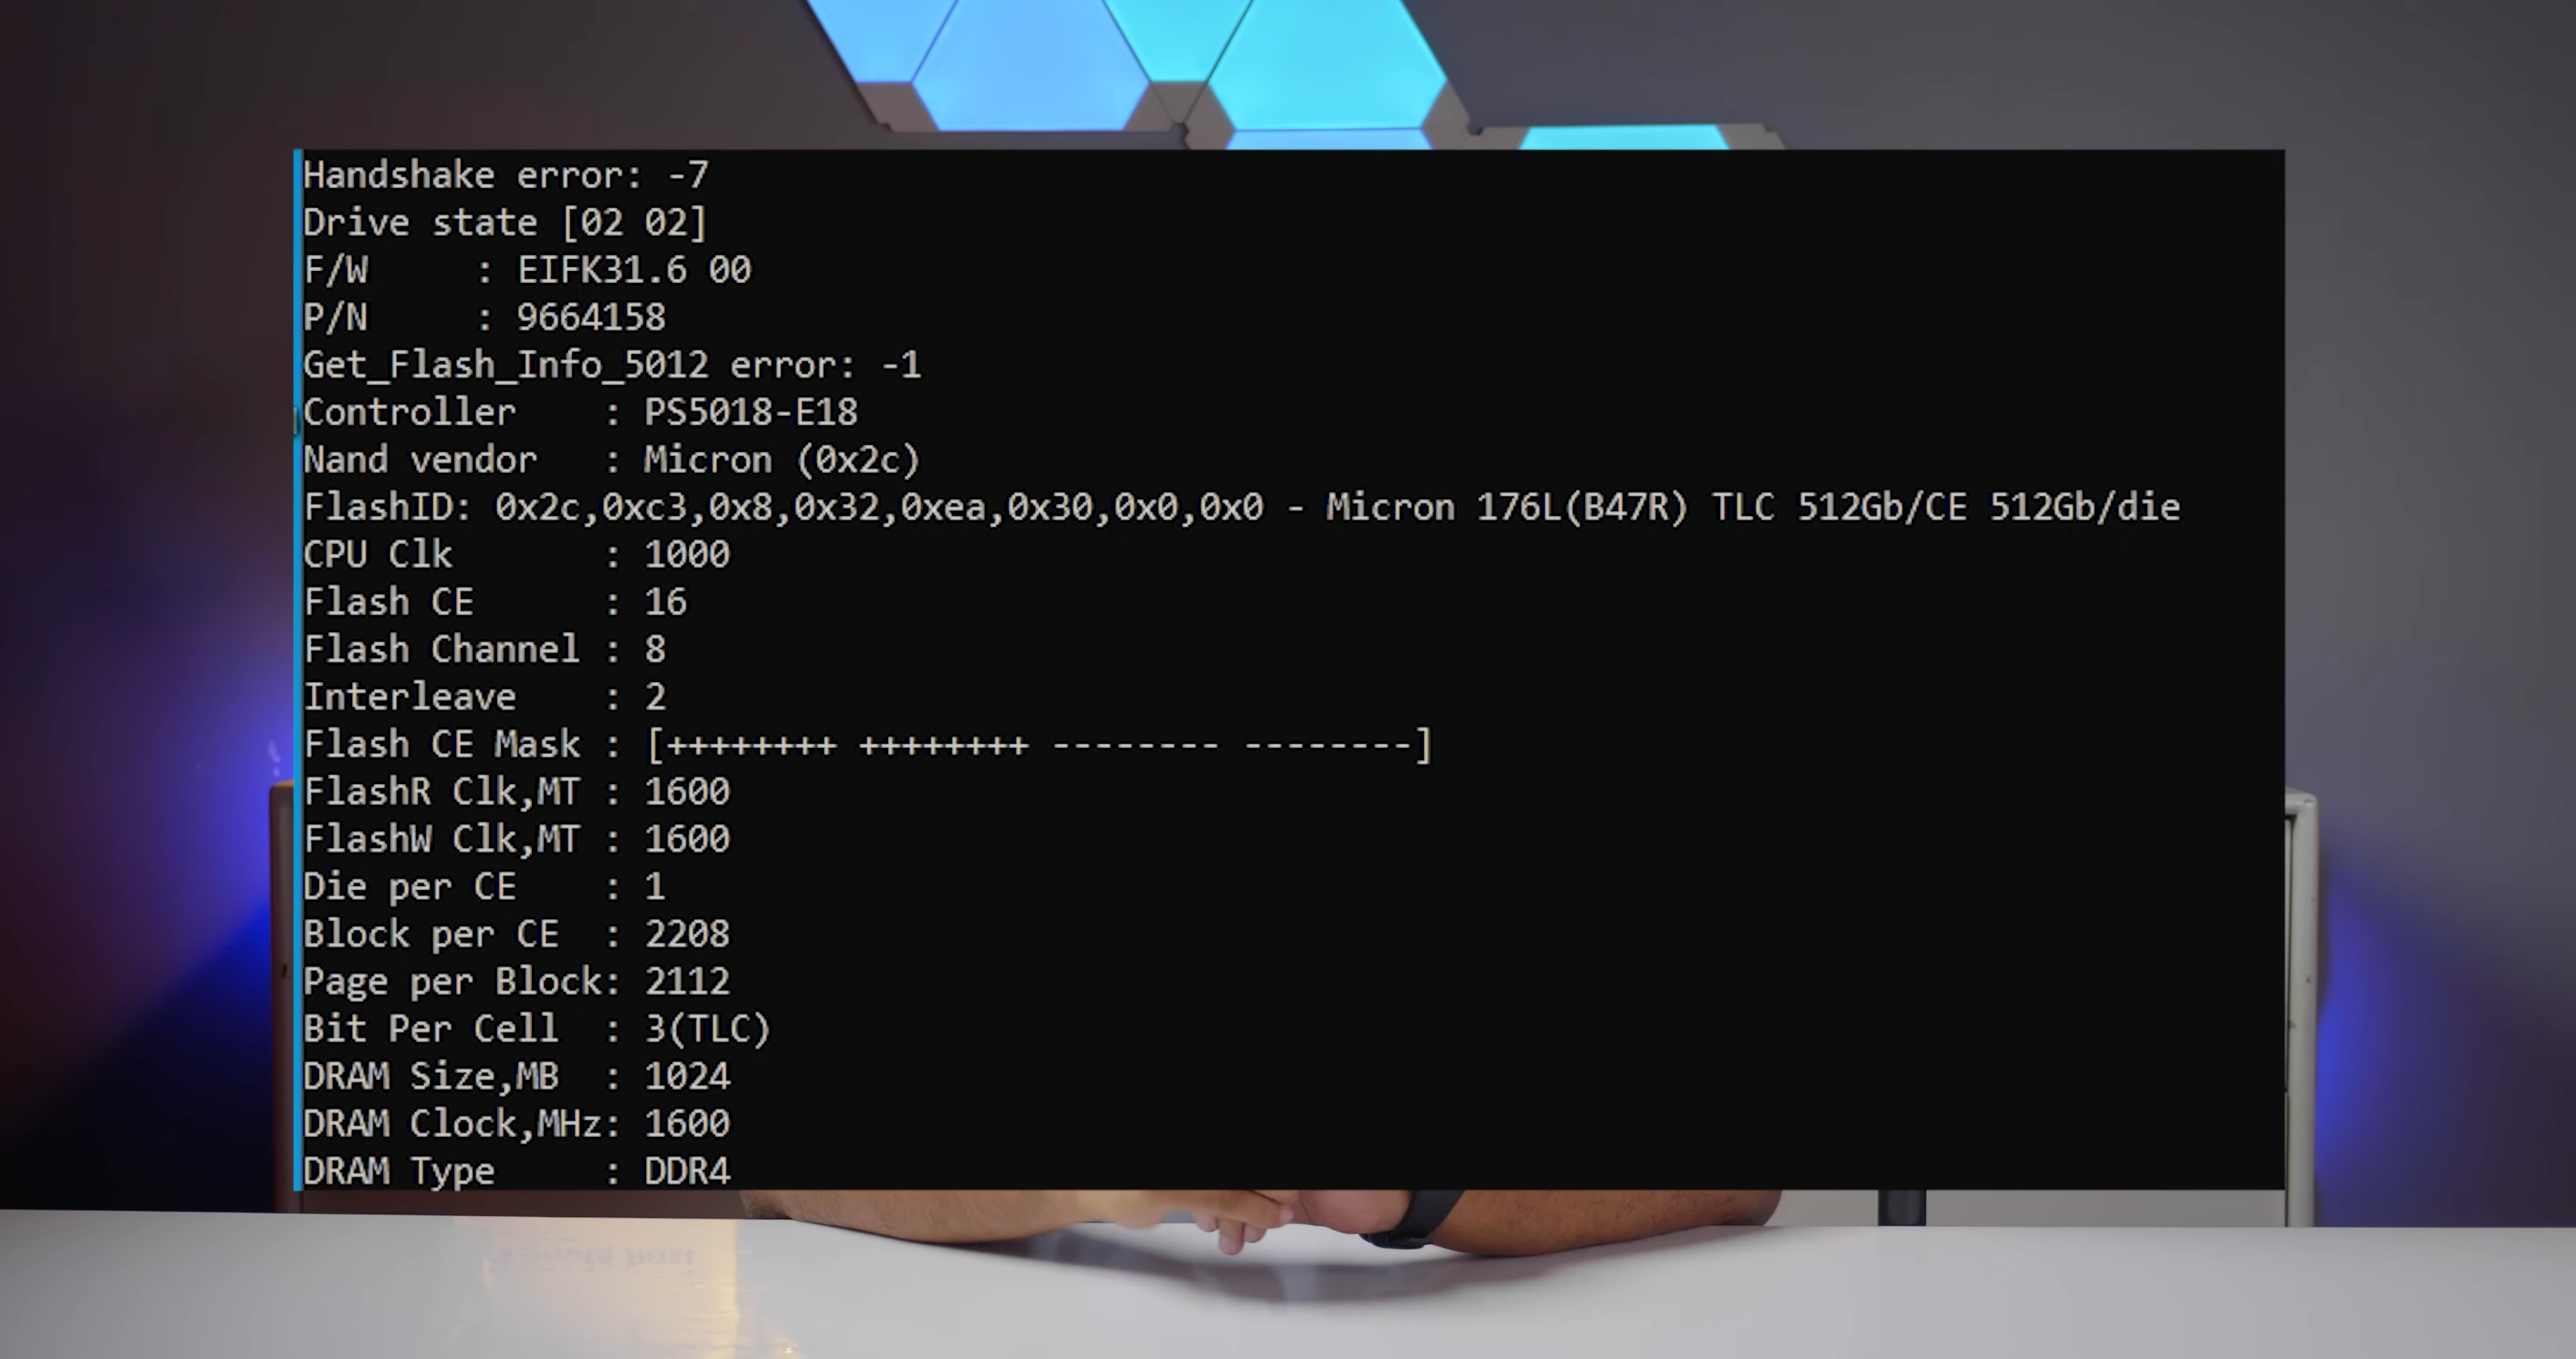 Handshake error: -7
Drive state [02 02]
F/W     : EIFK31.6 00
P/N     : 9664158
Get_Flash_Info_5012 error: -1
Controller    : PS5018-E18
Nand vendor   : Micron (0x2c)
FlashID: 0x2c,0xc3,0x8,0x32,0xea,0x30,0x0,0x0 - Micron 176L(B47R) TLC 512Gb/CE 512Gb/die
CPU Clk       : 1000
Flash CE      : 16
Flash Channel : 8
Interleave    : 2
Flash CE Mask : [++++++++ ++++++++ -------- --------]
FlashR Clk,MT : 1600
FlashW Clk,MT : 1600
Die per CE    : 1
Block per CE  : 2208
Page per Block: 2112
Bit Per Cell  : 3(TLC)
DRAM Size,MB  : 1024
DRAM Clock,MHz: 1600
DRAM Type     : DDR4